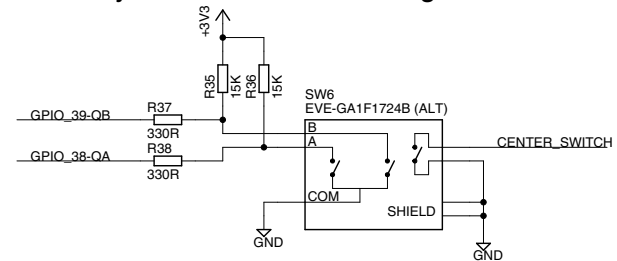 +3V3
R35
15K
R36
15K
SW6
EVE-GA1F1724B (ALT)
GPIO_39-QB
R37
330R
B
GPIO_38-QA
R38
330R
A
CENTER_SWITCH
COM
SHIELD
GND
GND